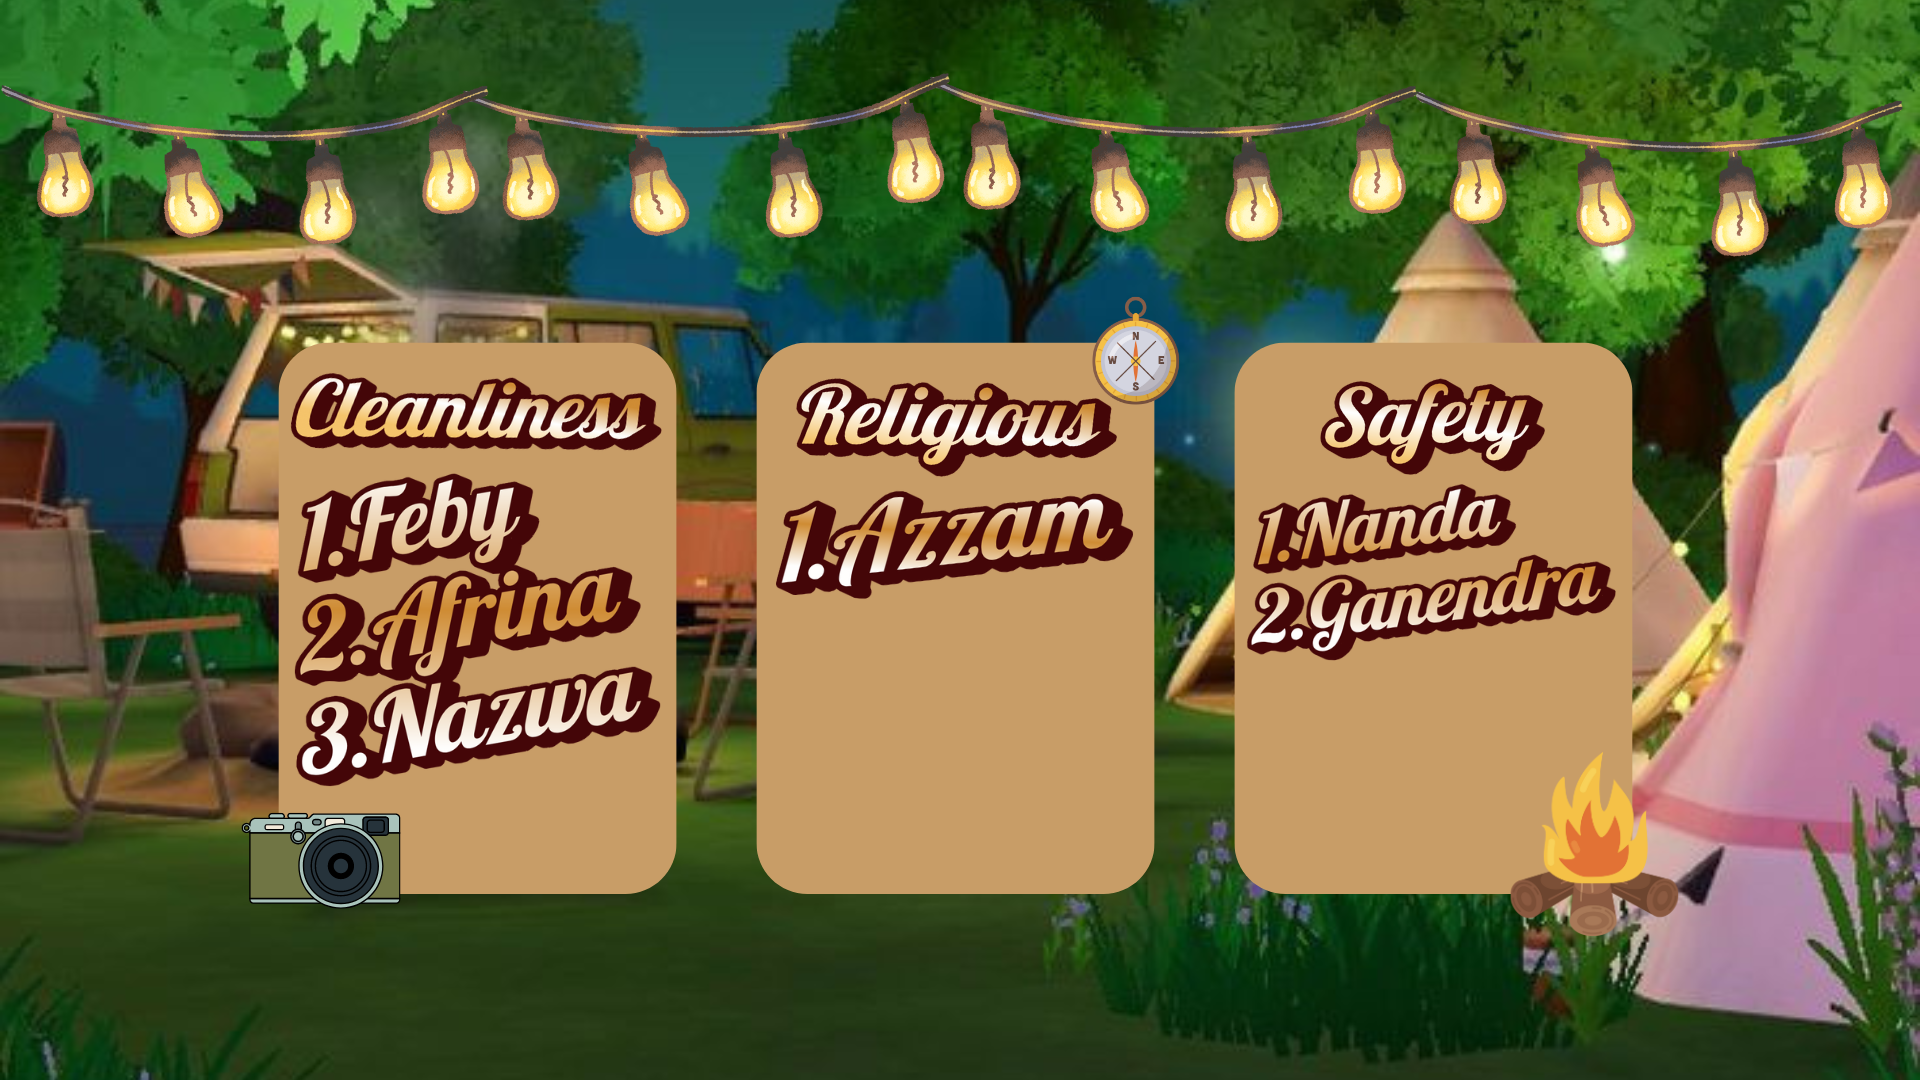 Cleanliness
1.Feby
2.Afrina
3.Nazwa
Religious
1.Azzam
N
W E
S
Safety
1.Nanda
2.Ganendra